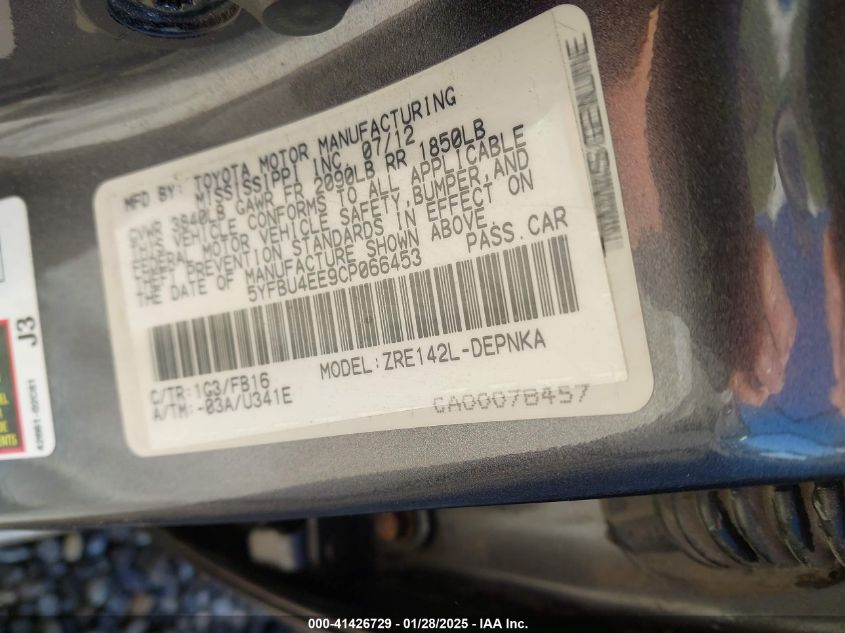 MFD BY: TOYOTA MOTOR MANUFACTURING
MISSISSIPPI INC. 07/12
GVWR 3840LB GAWR FR 2090LB RR 1850LB
THIS VEHICLE CONFORMS TO ALL APPLICABLE
FEDERAL MOTOR VEHICLE SAFETY, BUMPER, AND
THEFT PREVENTION STANDARDS IN EFFECT ON
THE DATE OF MANUFACTURE SHOWN ABOVE.
5YFBU4EE9CP066453 PASS. CAR
MODEL: ZRE142L-DEPNKA
C/TR: 1G3/FB16
A/TM: -03A/U341E
CA00078457
J3
000-41426729 - 01/28/2025 - IAA Inc.